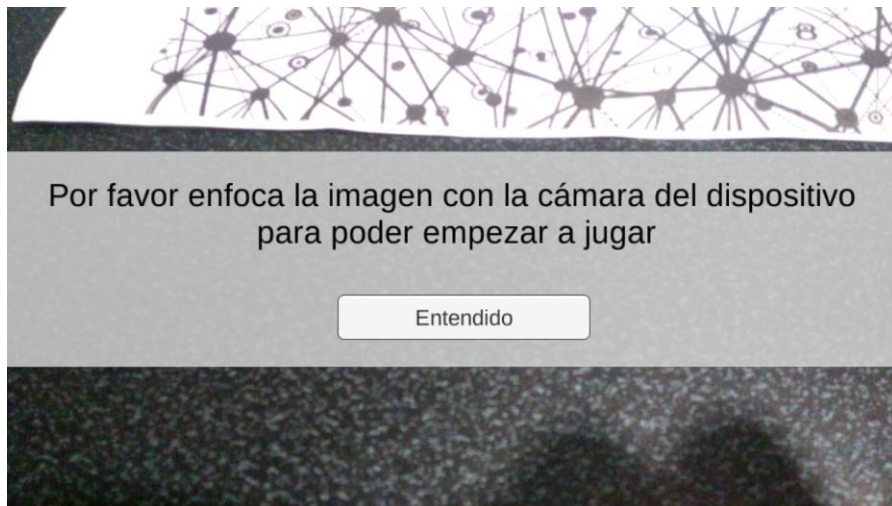 Por favor enfoca la imagen con la cámara del dispositivo
para poder empezar a jugar
Entendido